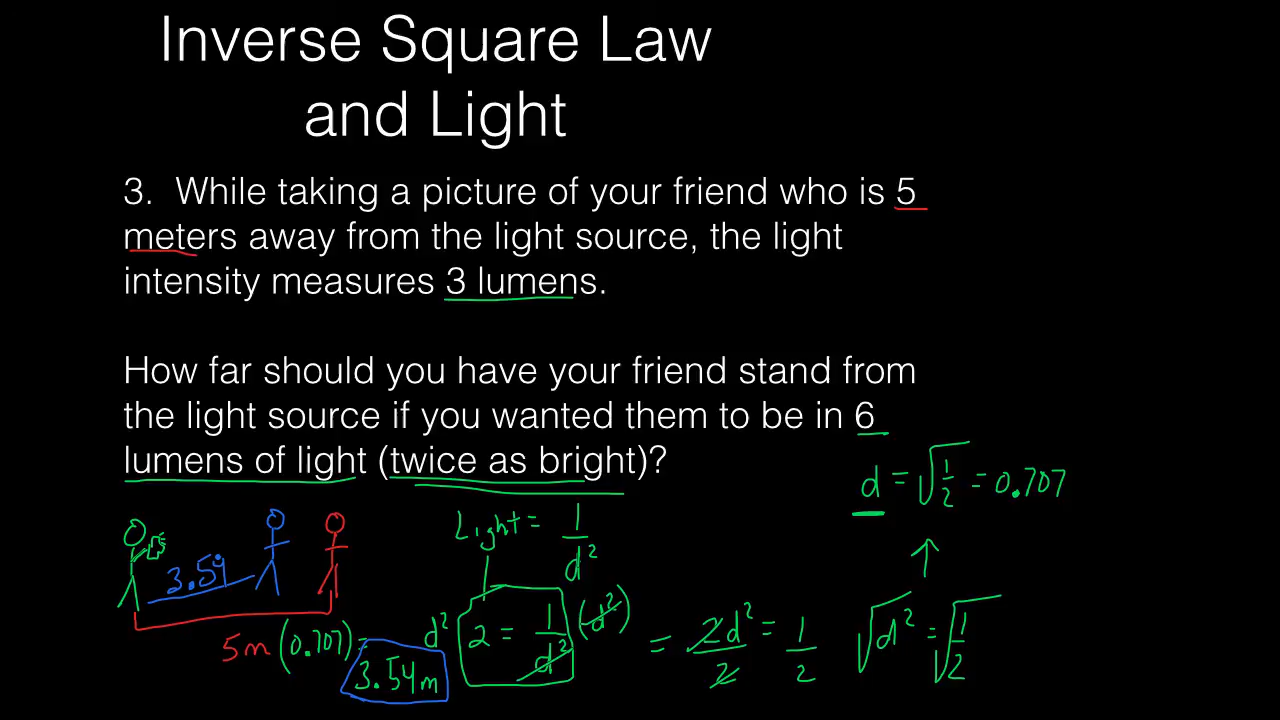 Inverse Square Law
and Light
3. While taking a picture of your friend who is 5
meters away from the light source, the light
intensity measures 3 lumens.
How far should you have your friend stand from
the light source if you wanted them to be in 6
lumens of light (twice as bright)?
d = √1/2 = 0.707
Light = 1/d²
3.54
5m (0.707) =
3.54m
d² 2 = 1/d² (d²)
= 2d²/2 = 1/2
√d² = √1/2